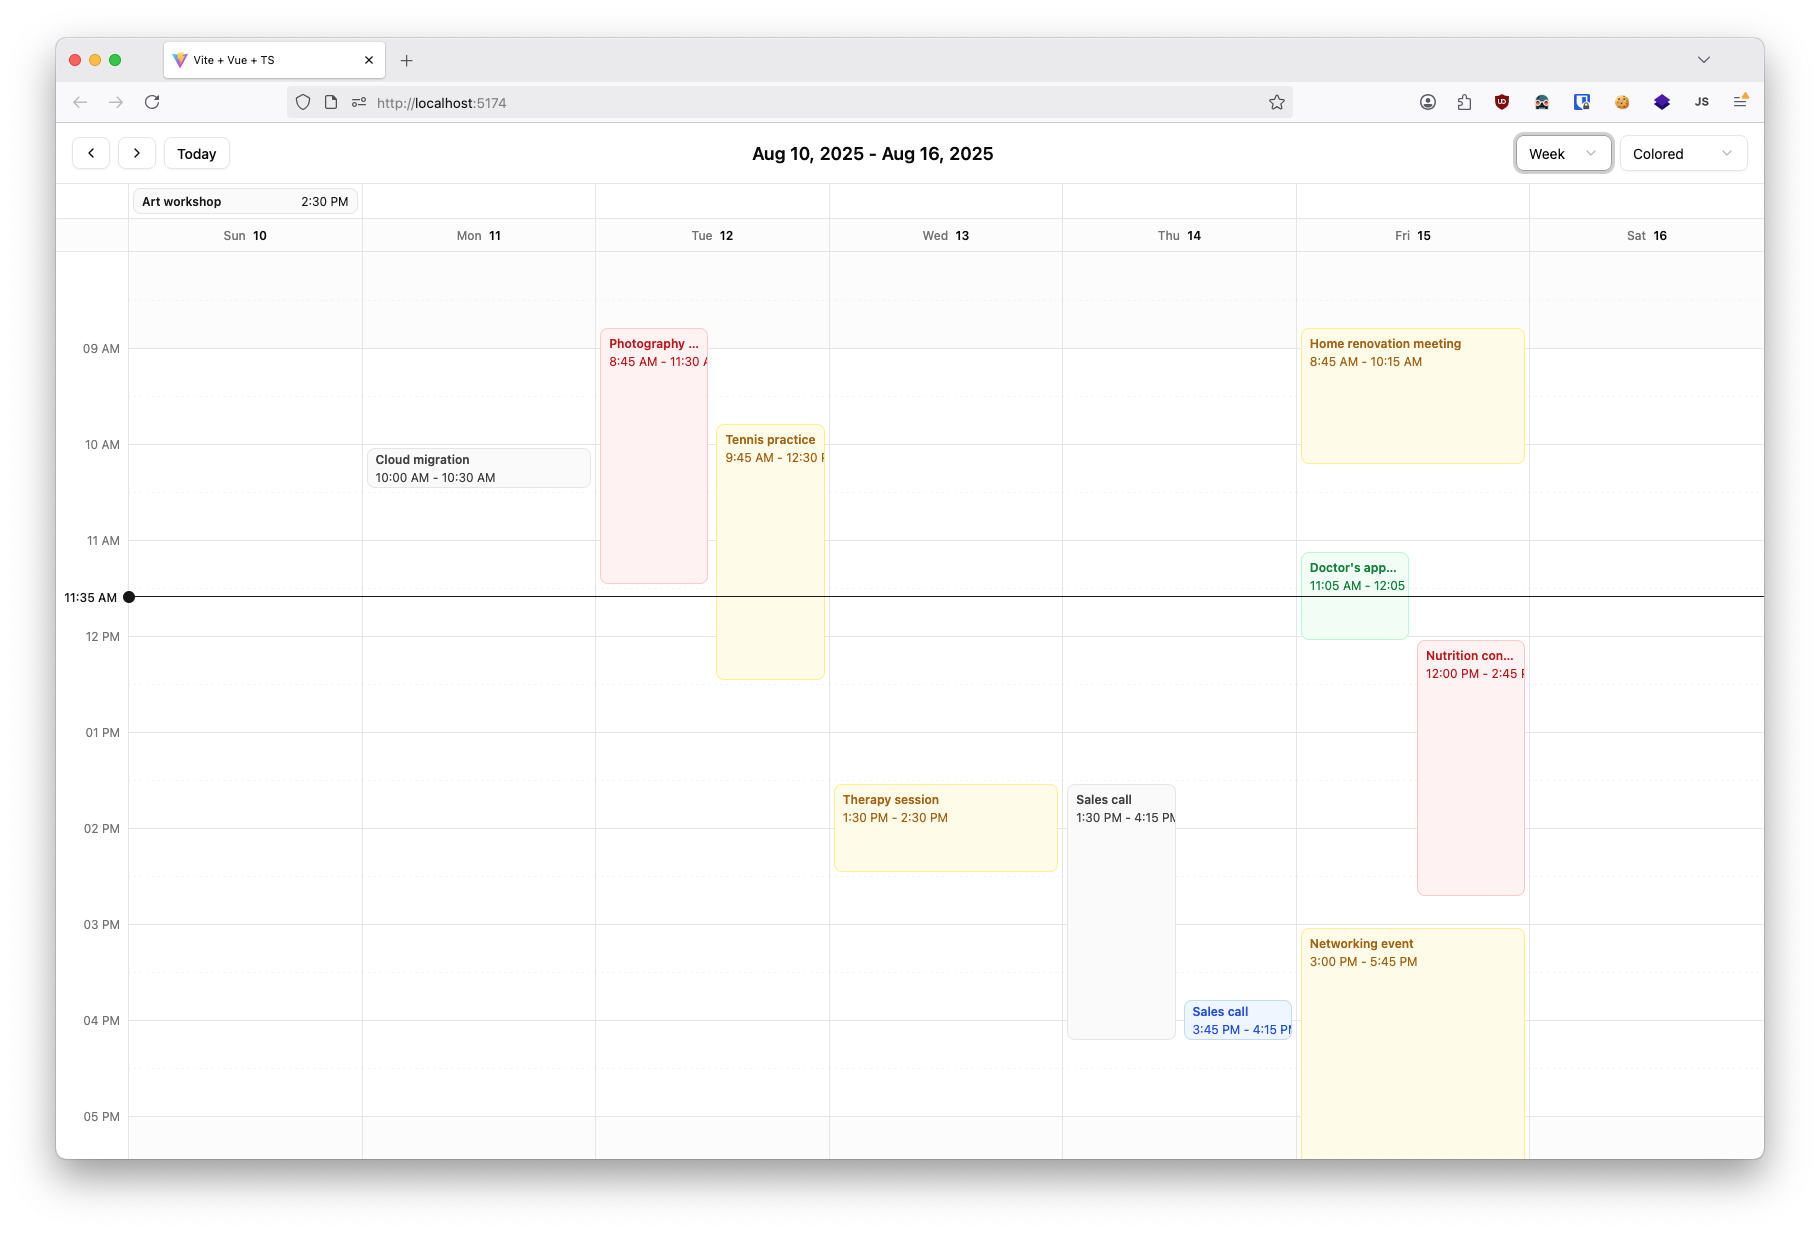 Vite + Vue + TS
http://localhost:5174
JS
Today
Aug 10, 2025 - Aug 16, 2025
Week
Colored
Art workshop 2:30 PM
Sun 10
Mon 11
Tue 12
Wed 13
Thu 14
Fri 15
Sat 16
09 AM
10 AM
11 AM
11:35 AM
12 PM
01 PM
02 PM
03 PM
04 PM
05 PM
Cloud migration
10:00 AM - 10:30 AM
Photography ...
8:45 AM - 11:30 A
Tennis practice
9:45 AM - 12:30 P
Therapy session
1:30 PM - 2:30 PM
Sales call
1:30 PM - 4:15 PM
Sales call
3:45 PM - 4:15 PM
Home renovation meeting
8:45 AM - 10:15 AM
Doctor's app...
11:05 AM - 12:05
Nutrition con...
12:00 PM - 2:45 P
Networking event
3:00 PM - 5:45 PM